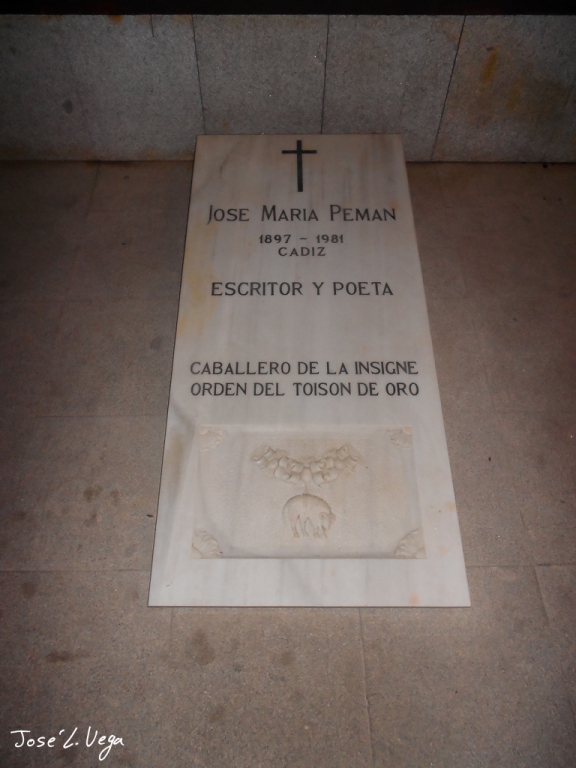 JOSE MARIA PEMAN
1897 - 1981
CADIZ
ESCRITOR Y POETA
CABALLERO DE LA INSIGNE
ORDEN DEL TOISON DE ORO
José L. Vega